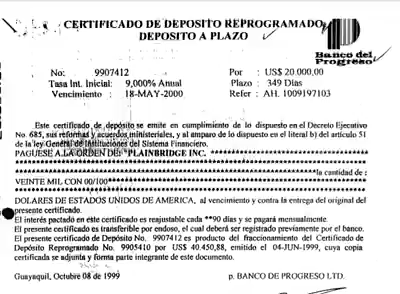 CERTIFICADO DE DEPOSITO REPROGRAMADO
DEPOSITO A PLAZO
Banco del Progreso
No: 9907412 Por : US$ 20.000,00
Tasa Int. Inicial: 9,000% Anual Plazo : 349 Días
Vencimiento : 18-MAY-2000 Refer : AH. 1009197103
Este certificado de depósito se emite en cumplimiento de lo dispuesto en el Decreto Ejecutivo
No. 685, sus reformas y acuerdos ministeriales, y al amparo de lo dispuesto en el literal b) del artículo 51
de la ley General de Instituciones del Sistema Financiero.
PAGUESE A LA ORDEN DE: *PLAINBRIDGE INC.
la cantidad de :
VEINTE MIL CON 00/100
DOLARES DE ESTADOS UNIDOS DE AMERICA, al vencimiento y contra la entrega del original del
presente certificado.
El interés pactado en este certificado es reajustable cada **90 días y se pagará mensualmente.
El presente certificado es transferible por endoso, el cual deberá ser registrado previamente por el banco.
El presente certificado de Depósito No. 9907412 es producto del fraccionamiento del Certificado de
Depósito Reprogramado No. 9905410 por US$ 40.450,88, emitido el 04-JUN-1999, cuya copia
certificada se adjunta y forma parte integrante de este documento.
Guayaquil, Octubre 08 de 1999 p. BANCO DE PROGRESO LTD.